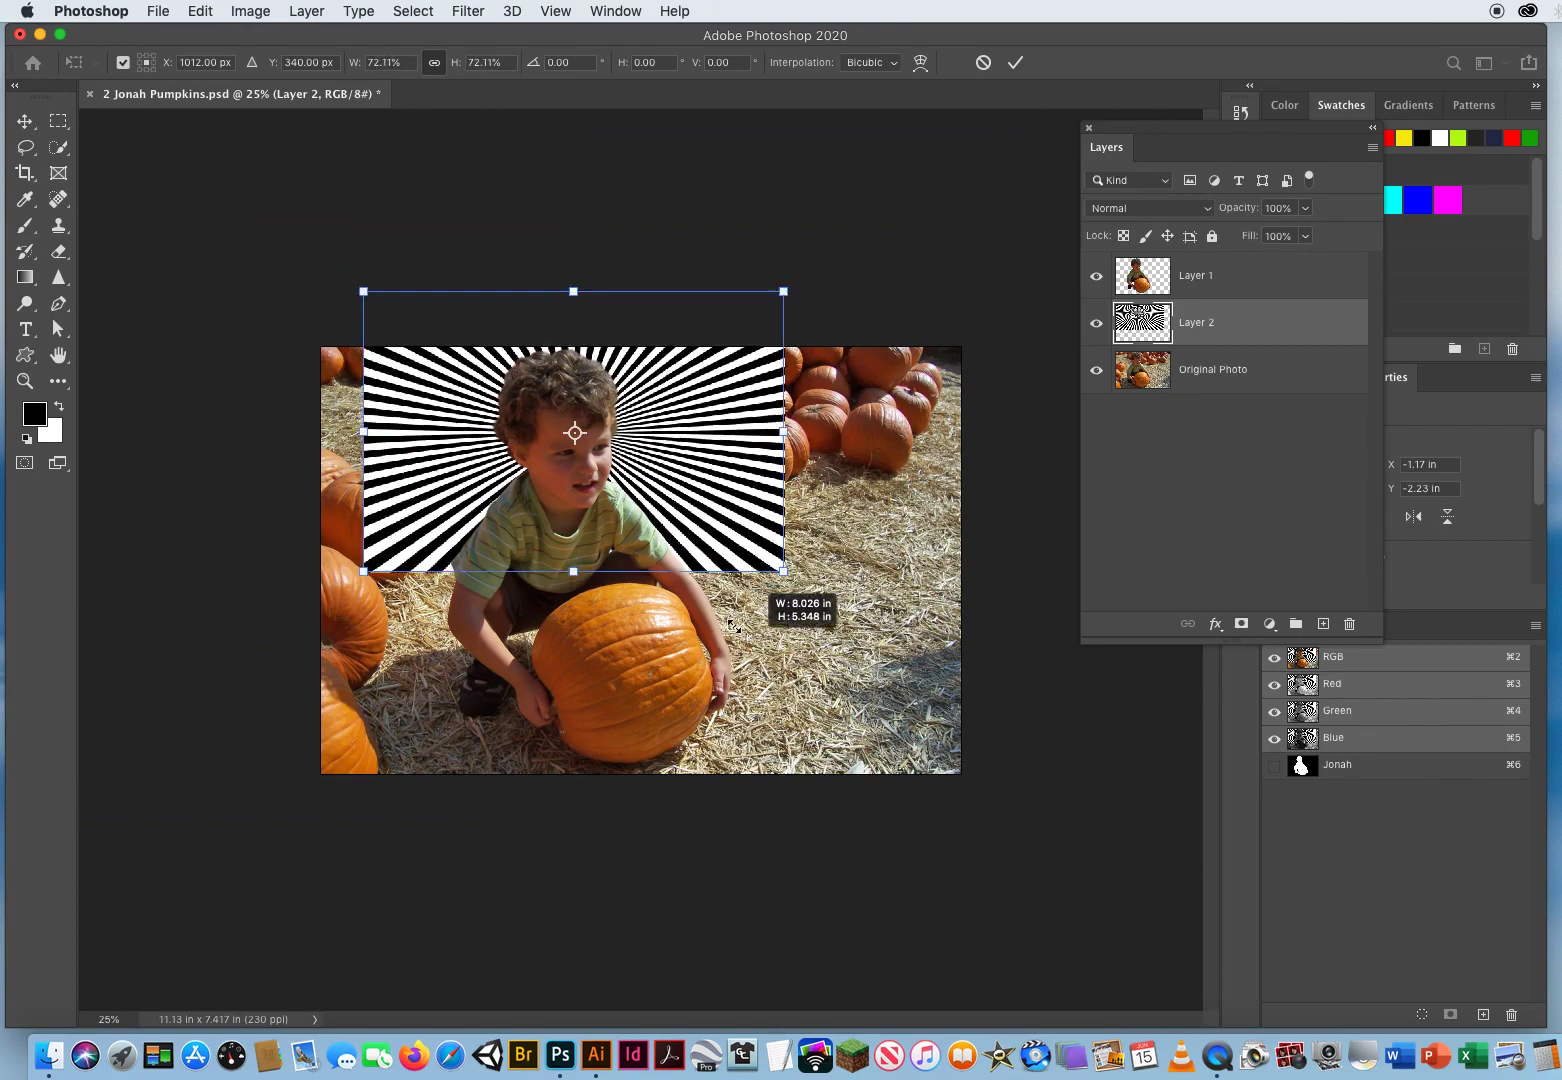 Photoshop File Edit Image Layer Type Select Filter 3D View Window Help
Adobe Photoshop 2020
X: 1012.00 px Y: 340.00 px W: 72.11% H: 72.11% 0.00 ° H: 0.00 ° V: 0.00 ° Interpolation: Bicubic
2 Jonah Pumpkins.psd @ 25% (Layer 2, RGB/8#) *
Color Swatches Gradients Patterns
Layers
Kind
Normal Opacity: 100%
Lock: Fill: 100%
Layer 1
Layer 2
Original Photo
rties
X -1.17 in
Y -2.23 in
W: 8.026 in
H: 5.348 in
RGB ⌘2
Red ⌘3
Green ⌘4
Blue ⌘5
Jonah ⌘6
25% 11.13 in x 7.417 in (230 ppi)
Br Ps Ai Id Pro
JUN
15
W P X